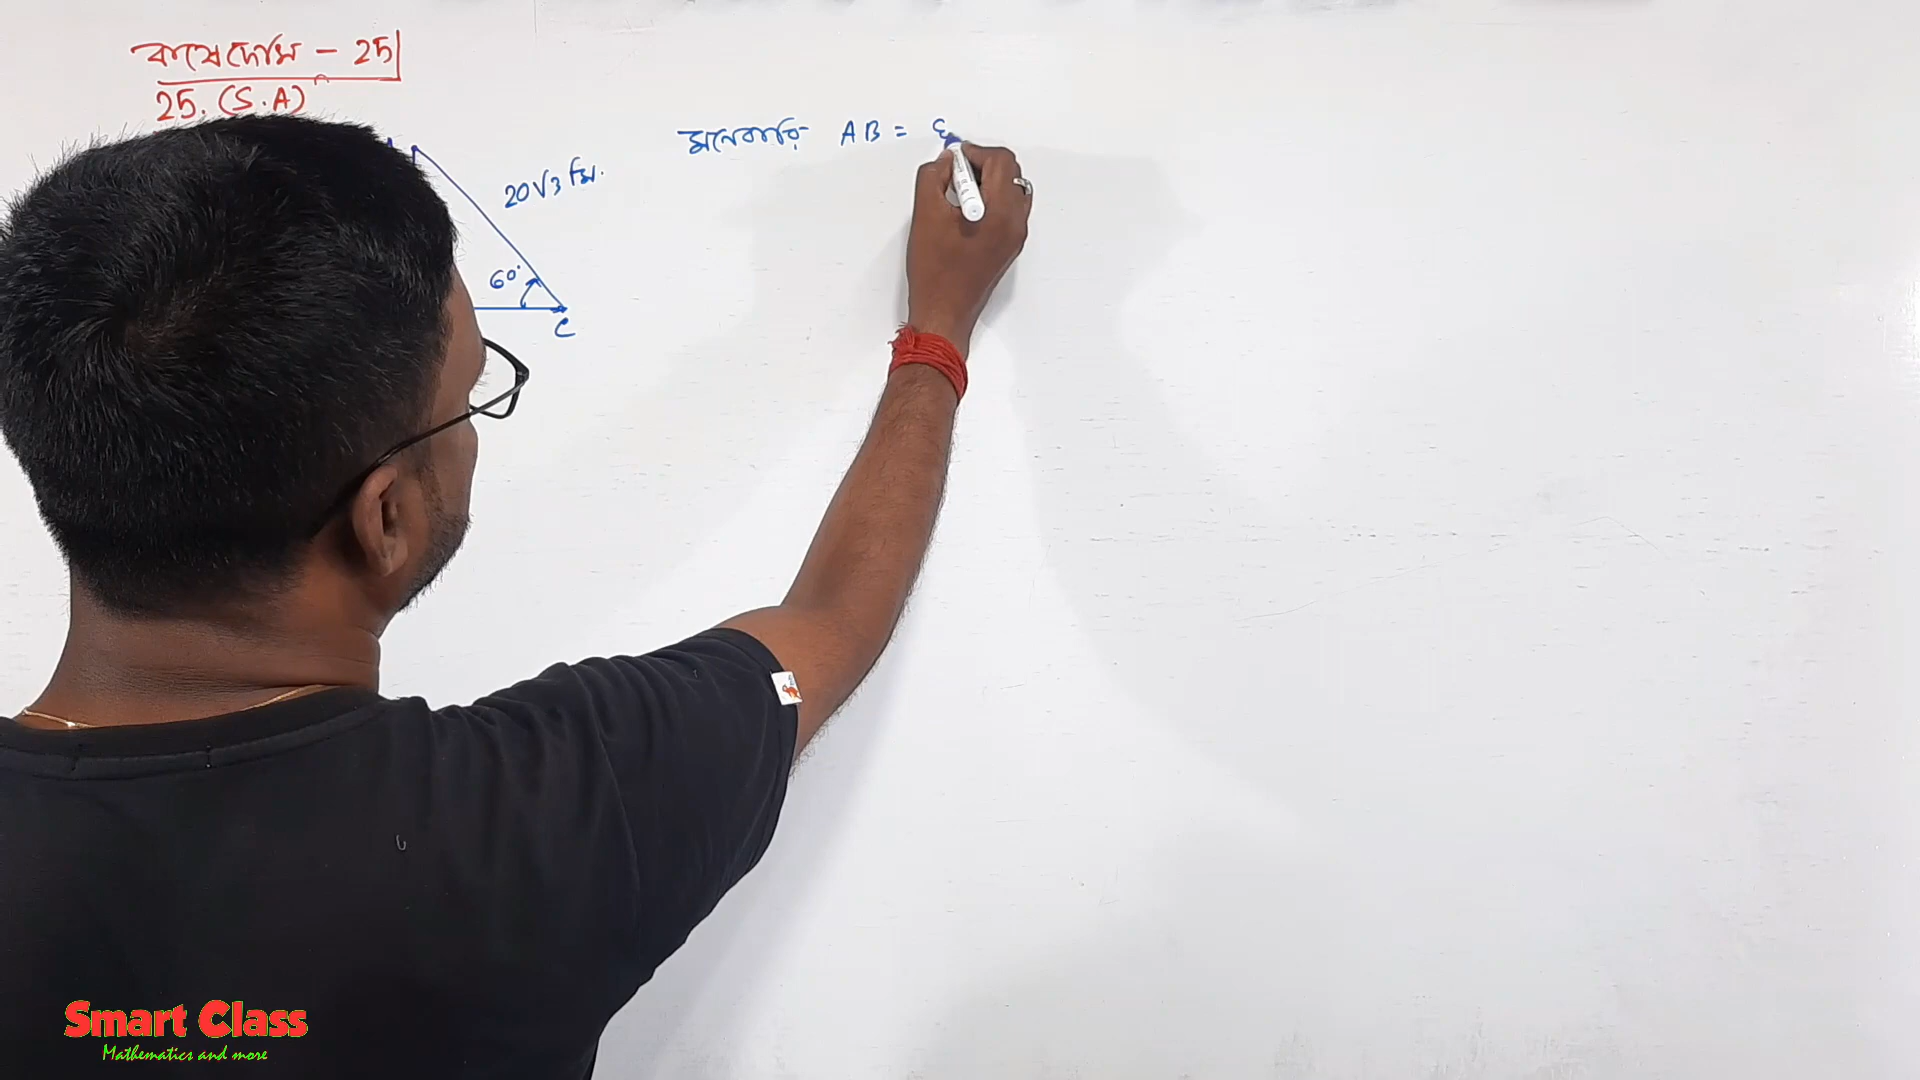 কষে দেখি - 25
25. (S.A)
20√3 মি.
60°
C
মনেকরি AB =
Smart Class
Mathematics and more